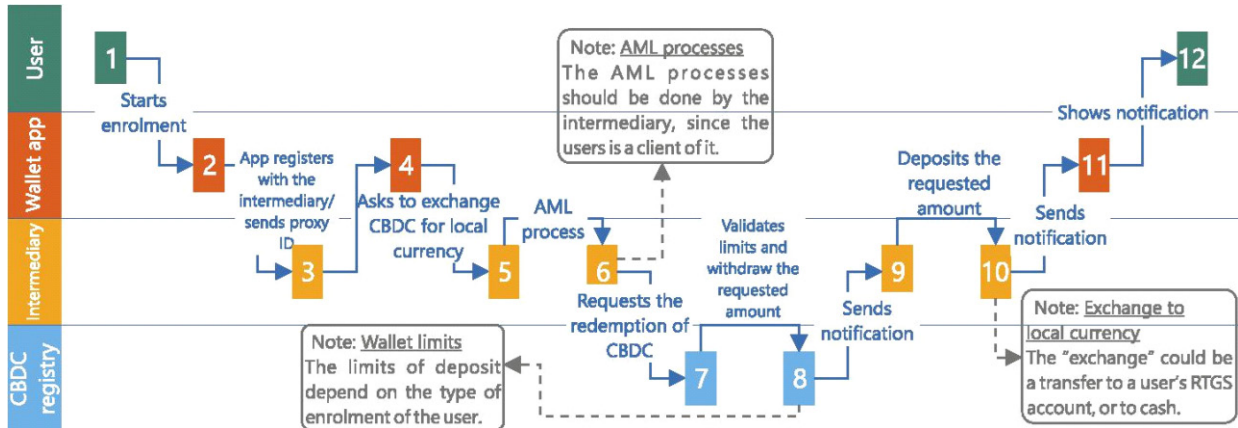 User
Wallet app
Intermediary
CBDC
registry
1
Starts
enrolment
2
App registers
with the
intermediary/
sends proxy
ID
3
4
Asks to exchange
CBDC for local
currency
5
AML
process
6
Note: AML processes
The AML processes
should be done by the
intermediary, since the
users is a client of it.
Requests the
redemption of
CBDC
7
Validates
limits and
withdraw the
requested
amount
8
Note: Wallet limits
The limits of deposit
depend on the type of
enrolment of the user.
Sends
notification
9
Deposits the
requested
amount
10
Note: Exchange to
local currency
The "exchange" could be
a transfer to a user's RTGS
account, or to cash.
Sends
notification
11
Shows notification
12